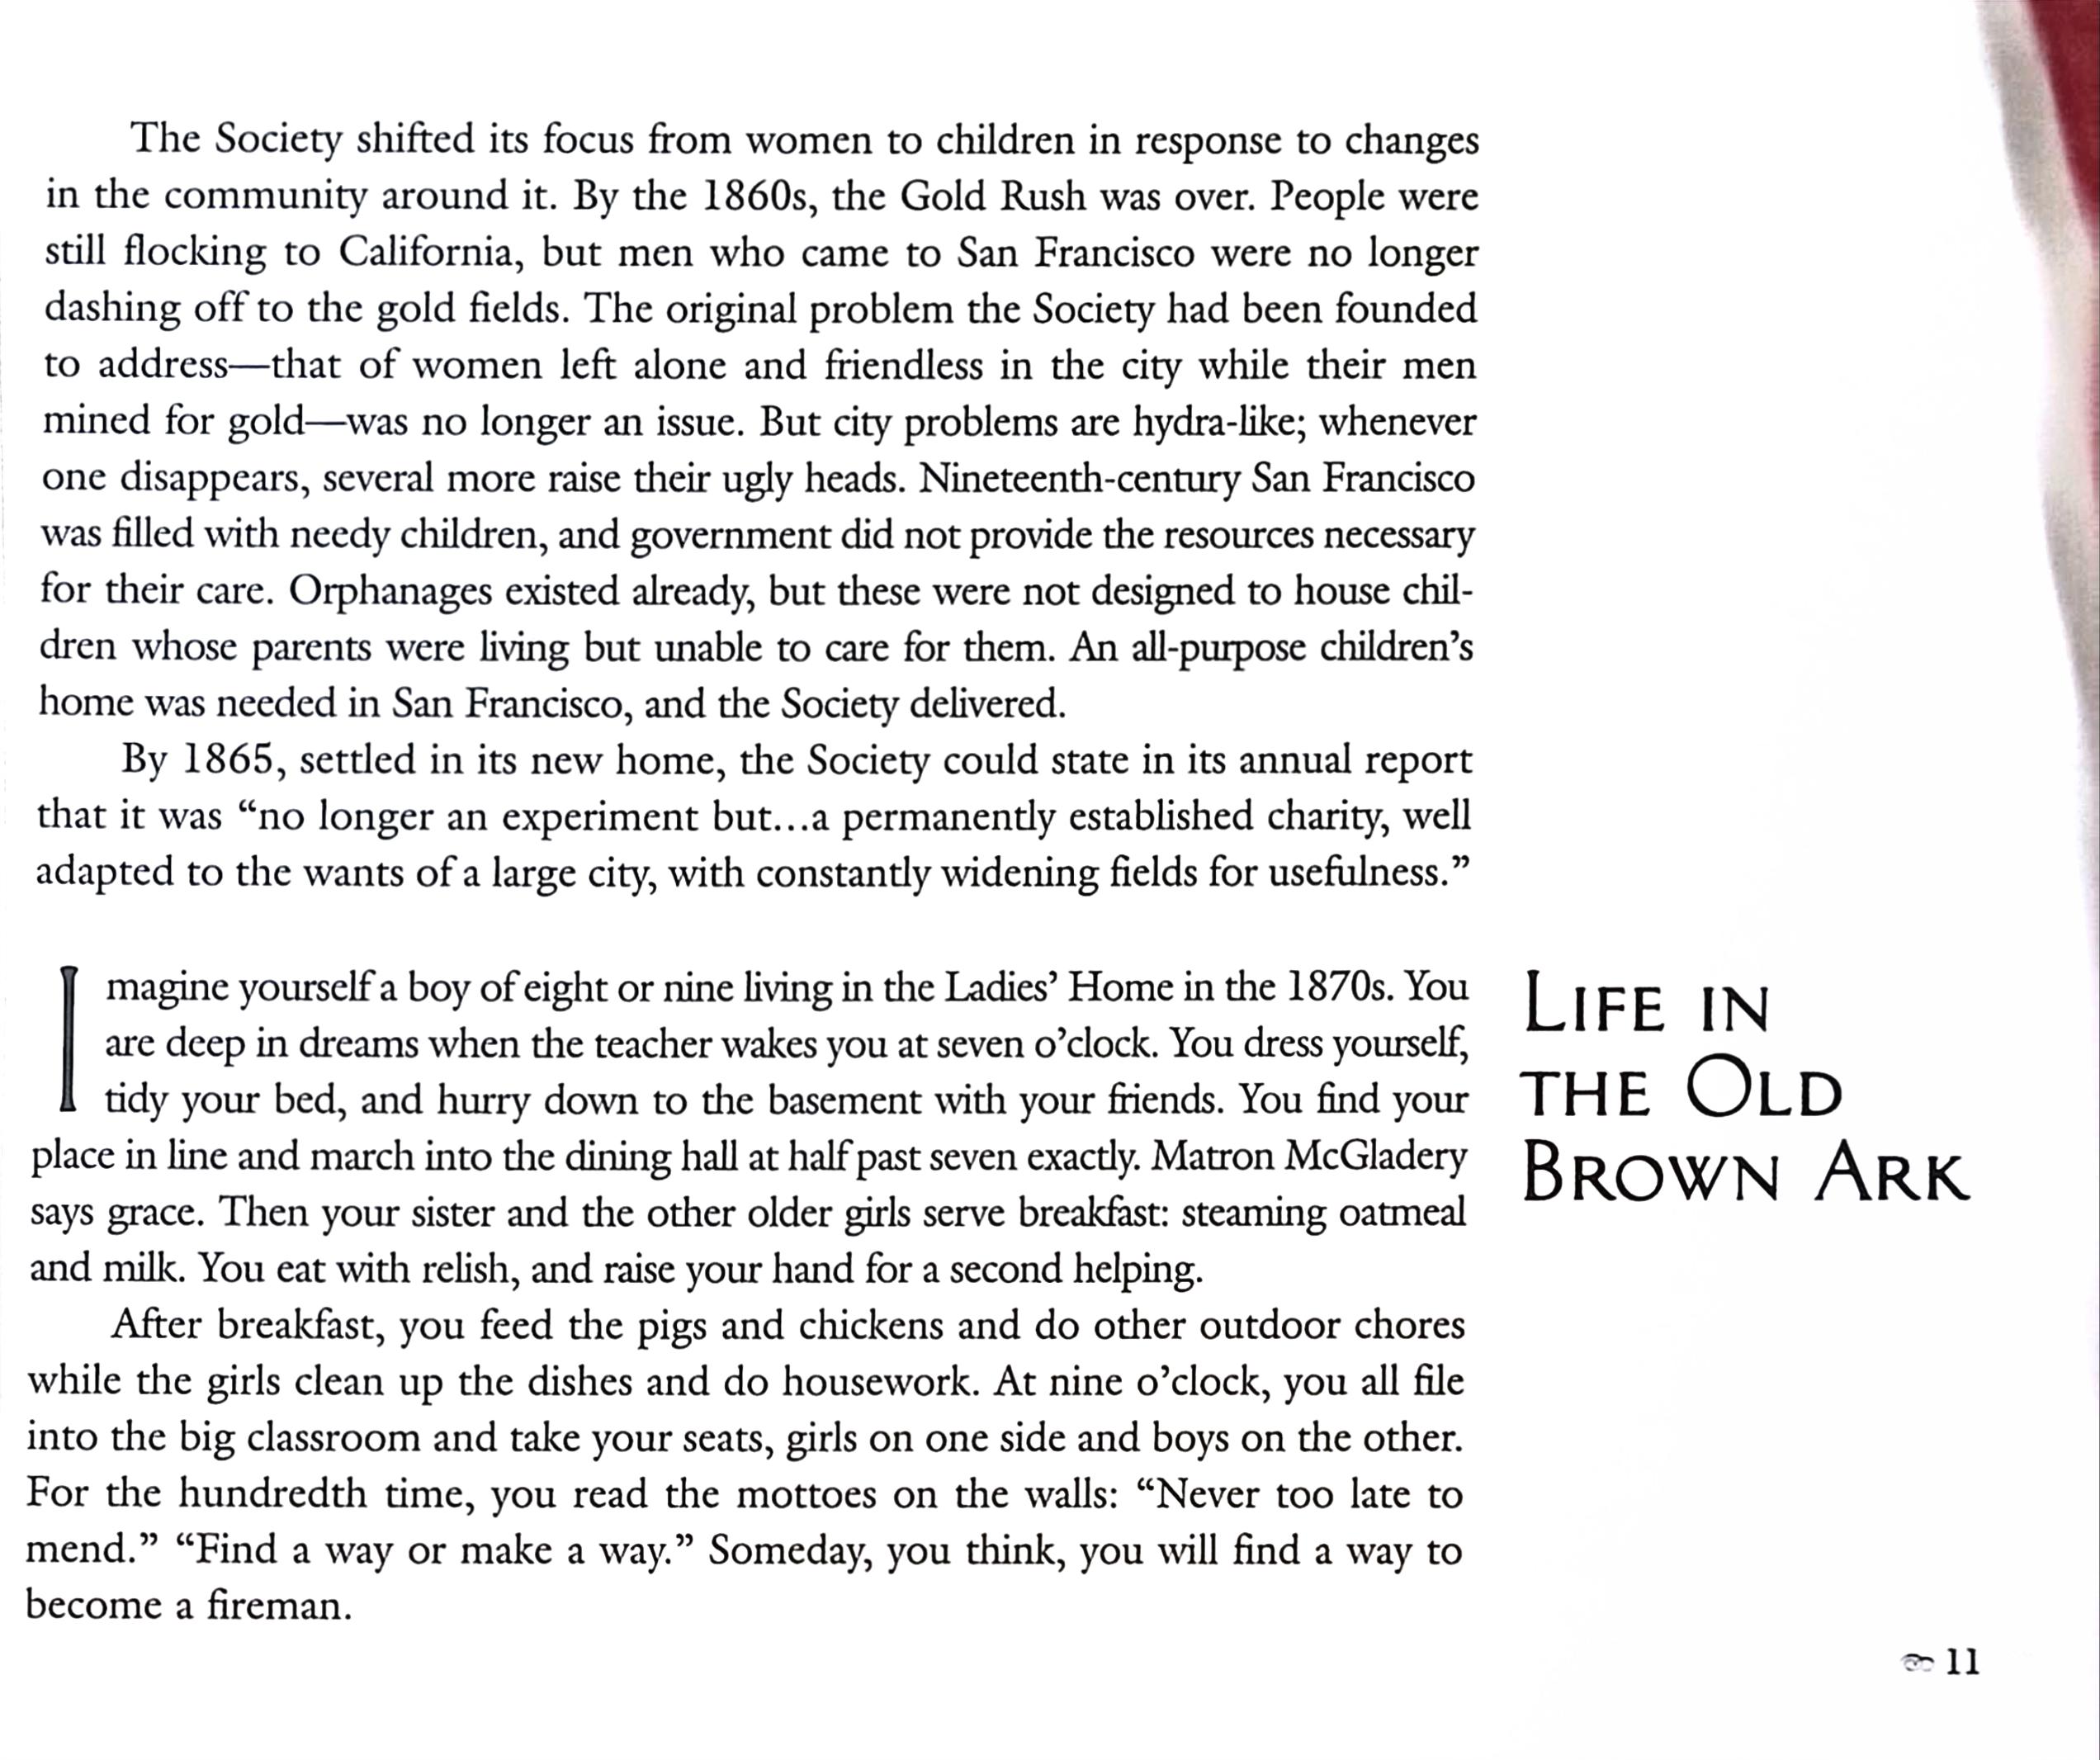 The Society shifted its focus from women to children in response to changes
in the community around it. By the 1860s, the Gold Rush was over. People were
still flocking to California, but men who came to San Francisco were no longer
dashing off to the gold fields. The original problem the Society had been founded
to address—that of women left alone and friendless in the city while their men
mined for gold—was no longer an issue. But city problems are hydra-like; whenever
one disappears, several more raise their ugly heads. Nineteenth-century San Francisco
was filled with needy children, and government did not provide the resources necessary
for their care. Orphanages existed already, but these were not designed to house chil-
dren whose parents were living but unable to care for them. An all-purpose children’s
home was needed in San Francisco, and the Society delivered.
By 1865, settled in its new home, the Society could state in its annual report
that it was “no longer an experiment but...a permanently established charity, well
adapted to the wants of a large city, with constantly widening fields for usefulness.”
LIFE IN
THE OLD
BROWN ARK
Imagine yourself a boy of eight or nine living in the Ladies’ Home in the 1870s. You
are deep in dreams when the teacher wakes you at seven o’clock. You dress yourself,
tidy your bed, and hurry down to the basement with your friends. You find your
place in line and march into the dining hall at half past seven exactly. Matron McGladery
says grace. Then your sister and the other older girls serve breakfast: steaming oatmeal
and milk. You eat with relish, and raise your hand for a second helping.
After breakfast, you feed the pigs and chickens and do other outdoor chores
while the girls clean up the dishes and do housework. At nine o’clock, you all file
into the big classroom and take your seats, girls on one side and boys on the other.
For the hundredth time, you read the mottoes on the walls: “Never too late to
mend.” “Find a way or make a way.” Someday, you think, you will find a way to
become a fireman.
11